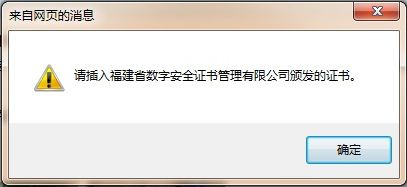 来自网页的消息
请插入福建省数字安全证书管理有限公司颁发的证书。
确定